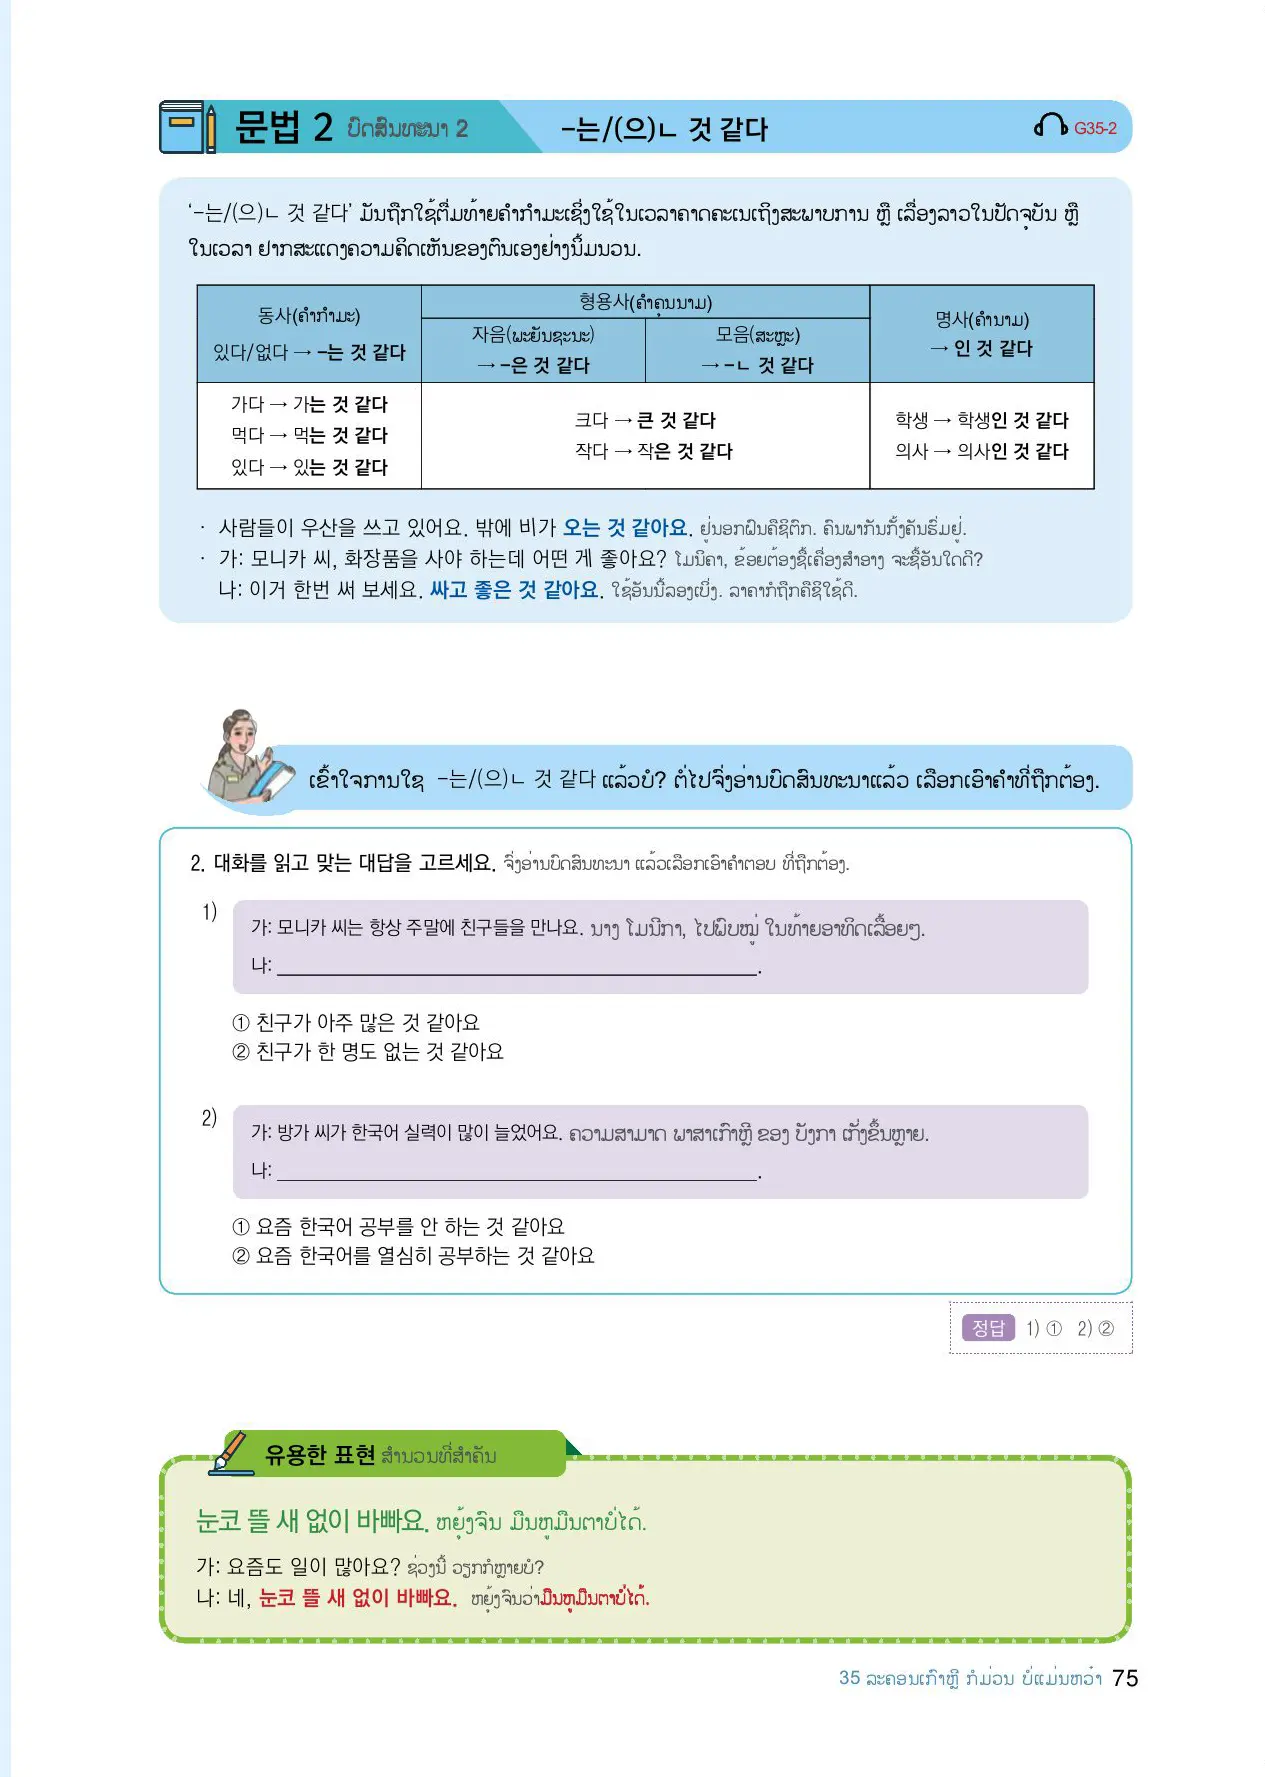 문법 2 ບົດສົນທະນາ 2
-는/(으)ㄴ 것 같다
G35-2
‘-는/(으)ㄴ 것 같다’ ມັນຖືກໃຊ້ຕື່ມທ້າຍຄຳກຳມະເຊິ່ງໃຊ້ໃນເວລາຄາດຄະເນເຖິງສະພາບການ ຫຼື ເລື່ອງລາວໃນປັດຈຸບັນ ຫຼື
ໃນເວລາ ຢາກສະແດງຄວາມຄິດເຫັນຂອງຕົນເອງຢ່າງນິ້ມນວນ.
동사(ຄຳກຳມະ)
있다/없다 → -는 것 같다
형용사(ຄຳຄຸນນາມ)
자음(ພະຍັນຊະນະ)
→ -은 것 같다
모음(ສະຫຼະ)
→ -ㄴ 것 같다
명사(ຄຳນາມ)
→ 인 것 같다
가다 → 가는 것 같다
먹다 → 먹는 것 같다
있다 → 있는 것 같다
크다 → 큰 것 같다
작다 → 작은 것 같다
학생 → 학생인 것 같다
의사 → 의사인 것 같다
· 사람들이 우산을 쓰고 있어요. 밖에 비가 오는 것 같아요. ຢູ່ນອກຝົນຄືຊິຕົກ. ຄົນພາກັນກັ້ງຄັນຮົ່ມຢູ່.
· 가: 모니카 씨, 화장품을 사야 하는데 어떤 게 좋아요? ໂມນິຄາ, ຂ້ອຍຕ້ອງຊື້ເຄື່ອງສຳອາງ ຈະຊື້ອັນໃດດີ?
나: 이거 한번 써 보세요. 싸고 좋은 것 같아요. ໃຊ້ອັນນີ້ລອງເບິ່ງ. ລາຄາກໍຖືກຄືຊິໃຊ້ດີ.
ເຂົ້າໃຈການໃຊ -는/(으)ㄴ 것 같다 ແລ້ວບໍ? ຕໍ່ໄປຈົ່ງອ່ານບົດສົນທະນາແລ້ວ ເລືອກເອົາຄຳທີ່ຖືກຕ້ອງ.
2. 대화를 읽고 맞는 대답을 고르세요. ຈົ່ງອ່ານບົດສົນທະນາ ແລ້ວເລືອກເອົາຄຳຕອບ ທີ່ຖືກຕ້ອງ.
1)
가: 모니카 씨는 항상 주말에 친구들을 만나요. ນາງ ໂມນີກາ, ໄປພົບໝູ່ ໃນທ້າຍອາທິດເລື້ອຍໆ.
나: ____________________.
① 친구가 아주 많은 것 같아요
② 친구가 한 명도 없는 것 같아요
2)
가: 방가 씨가 한국어 실력이 많이 늘었어요. ຄວາມສາມາດ ພາສາເກົາຫຼີ ຂອງ ບັງກາ ເກັ່ງຂຶ້ນຫຼາຍ.
나: ____________________.
① 요즘 한국어 공부를 안 하는 것 같아요
② 요즘 한국어를 열심히 공부하는 것 같아요
정답 1) ① 2) ②
유용한 표현 ສຳນວນທີ່ສຳຄັນ
눈코 뜰 새 없이 바빠요. ຫຍຸ້ງຈົນ ມືນຫູມືນຕາບໍ່ໄດ້.
가: 요즘도 일이 많아요? ຊ່ວງນີ້ ວຽກກໍຫຼາຍບໍ?
나: 네, 눈코 뜰 새 없이 바빠요. ຫຍຸ້ງຈົນວ່າມືນຫູມືນຕາບໍ່ໄດ້.
35 ລະຄອນເກົາຫຼີ ກໍມ່ວນ ບໍ່ແມ່ນຫວ໋າ 75